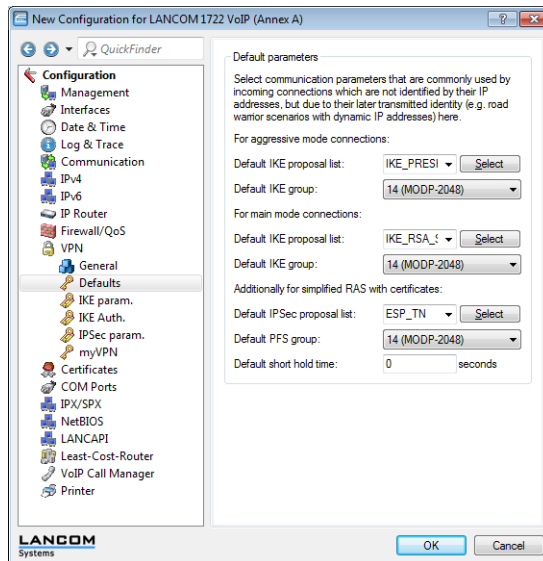 New Configuration for LANCOM 1722 VoIP (Annex A)
QuickFinder
Configuration
Management
Interfaces
Date & Time
Log & Trace
Communication
IPv4
IPv6
IP Router
Firewall/QoS
VPN
General
Defaults
IKE param.
IKE Auth.
IPSec param.
myVPN
Certificates
COM Ports
IPX/SPX
NetBIOS
LANCAPI
Least-Cost-Router
VoIP Call Manager
Printer
Default parameters
Select communication parameters that are commonly used by
incoming connections which are not identified by their IP
addresses, but due to their later transmitted identity (e.g. road
warrior scenarios with dynamic IP addresses) here.
For aggressive mode connections:
Default IKE proposal list: IKE_PRESI Select
Default IKE group: 14 (MODP-2048)
For main mode connections:
Default IKE proposal list: IKE_RSA_S Select
Default IKE group: 14 (MODP-2048)
Additionally for simplified RAS with certificates:
Default IPSec proposal list: ESP_TN Select
Default PFS group: 14 (MODP-2048)
Default short hold time: 0 seconds
LANCOM
Systems
OK Cancel